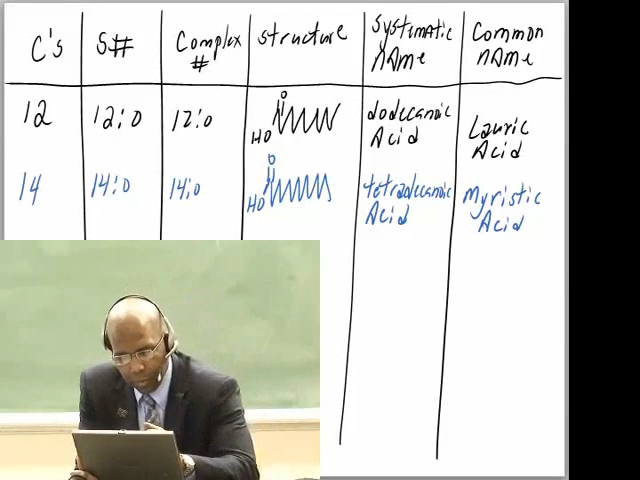 C's S# Complex # structure Systematic NAme Common NAme
12 12:0 12:0 O HO dodecanoic Acid Lauric Acid
14 14:0 14:0 O HO tetradecanoic Acid Myristic Acid